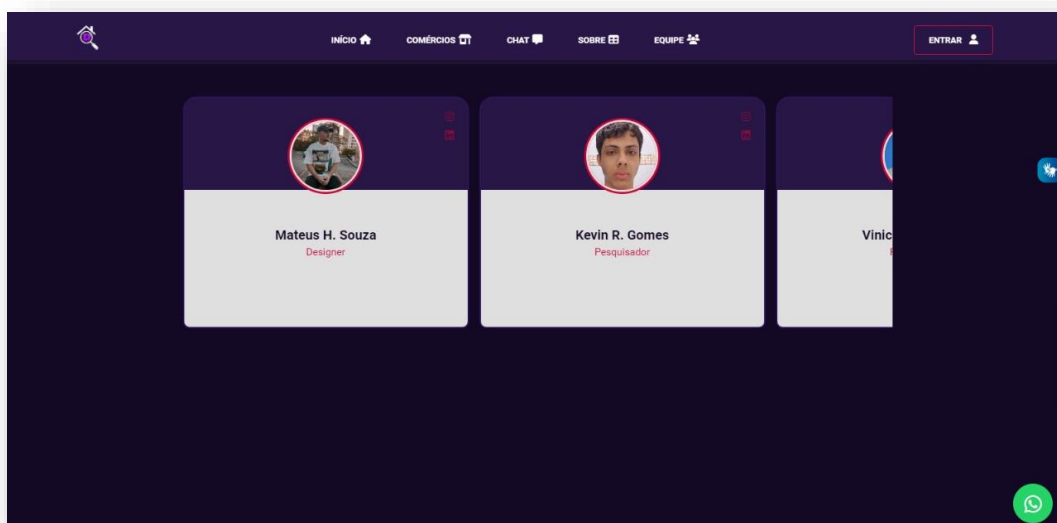 INÍCIO
COMÉRCIOS
CHAT
SOBRE
EQUIPE
ENTRAR
Mateus H. Souza
Designer
Kevin R. Gomes
Pesquisador
Vinic